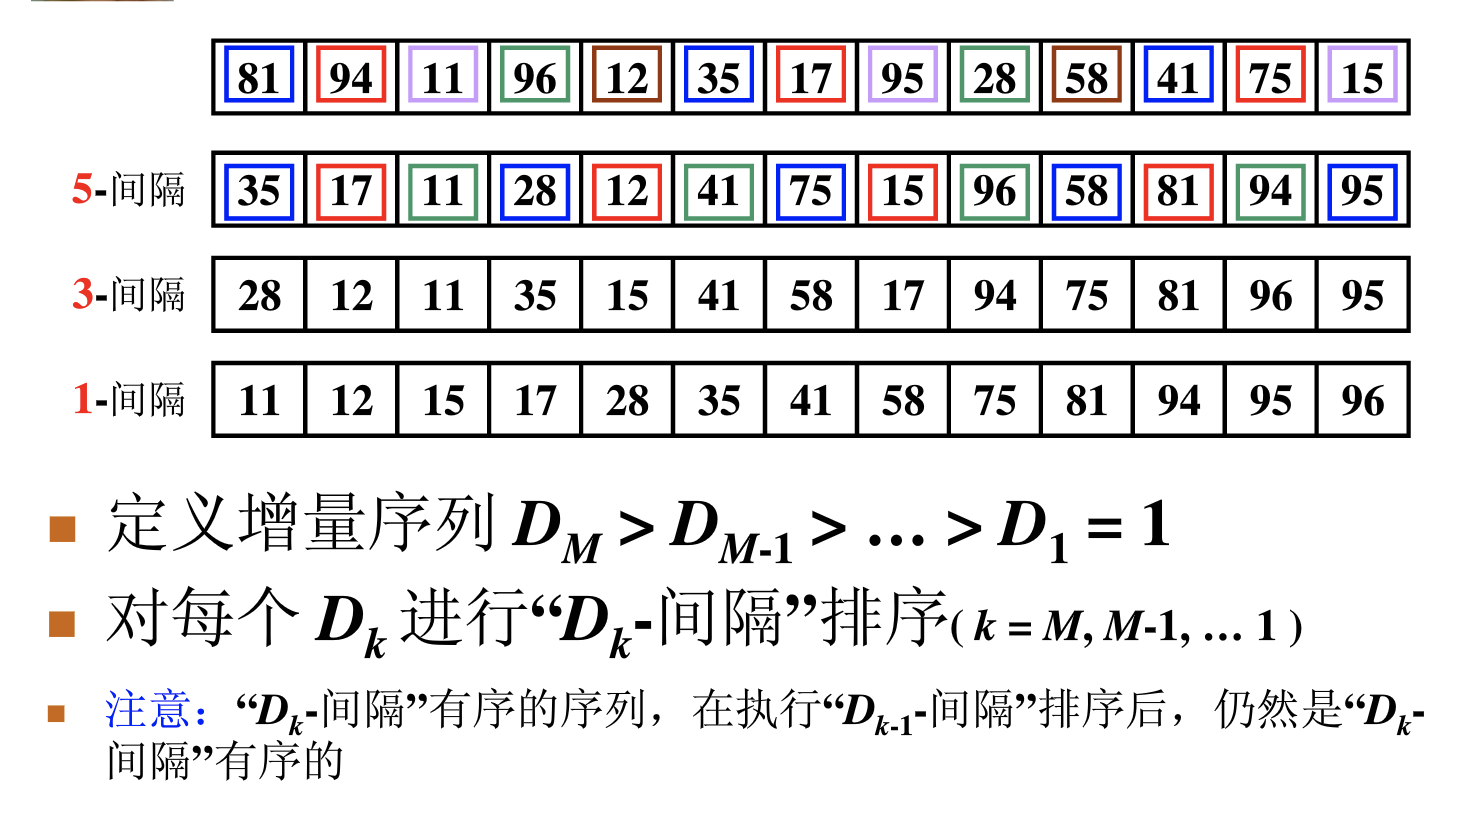 81 94 11 96 12 35 17 95 28 58 41 75 15
5-间隔 35 17 11 28 12 41 75 15 96 58 81 94 95
3-间隔 28 12 11 35 15 41 58 17 94 75 81 96 95
1-间隔 11 12 15 17 28 35 41 58 75 81 94 95 96
■ 定义增量序列 D_M > D_{M-1} > … > D_1 = 1
■ 对每个 D_k 进行“D_k-间隔”排序( k = M, M-1, … 1 )
■ 注意：“D_k-间隔”有序的序列，在执行“D_{k-1}-间隔”排序后，仍然是“D_k-
间隔”有序的